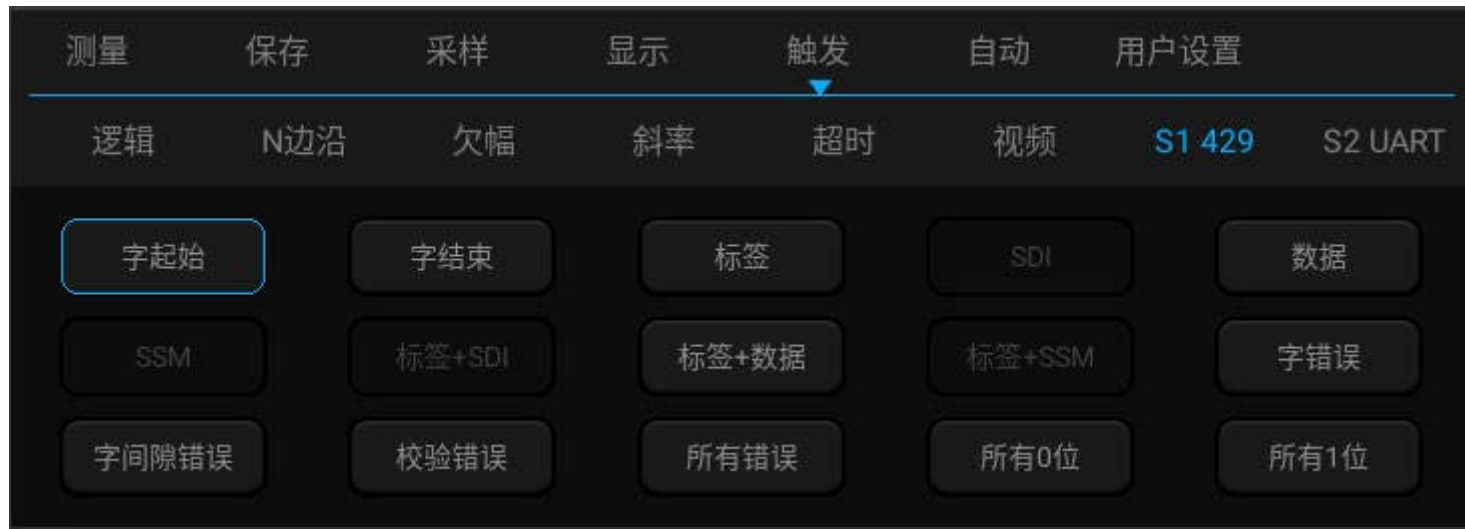 测量 保存 采样 显示 触发 自动 用户设置
逻辑 N边沿 欠幅 斜率 超时 视频 S1 429 S2 UART
字起始 字结束 标签 SDI 数据
SSM 标签+SDI 标签+数据 标签+SSM 字错误
字间隙错误 校验错误 所有错误 所有0位 所有1位